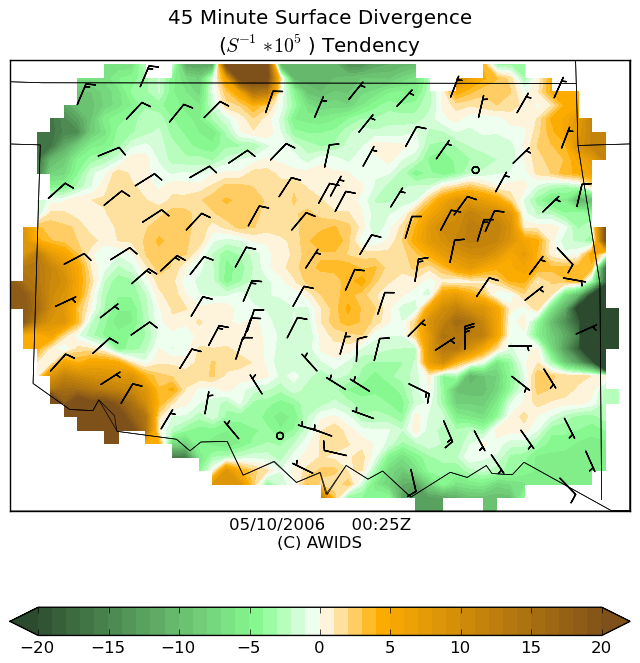 45 Minute Surface Divergence
(S⁻¹ *10⁵ ) Tendency
05/10/2006 00:25Z
(C) AWIDS
−20 −15 −10 −5 0 5 10 15 20